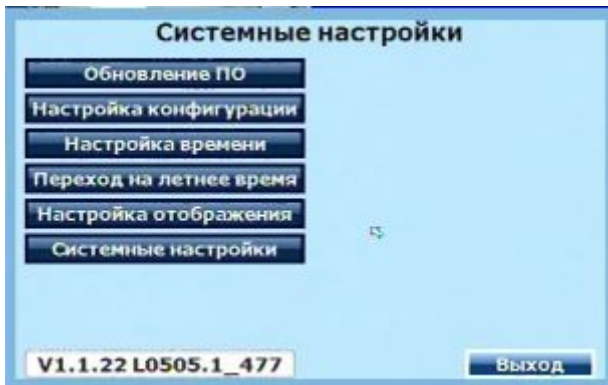 Системные настройки
Обновление ПО
Настройка конфигурации
Настройка времени
Переход на летнее время
Настройка отображения
Системные настройки
V1.1.22 L0505.1_477
Выход